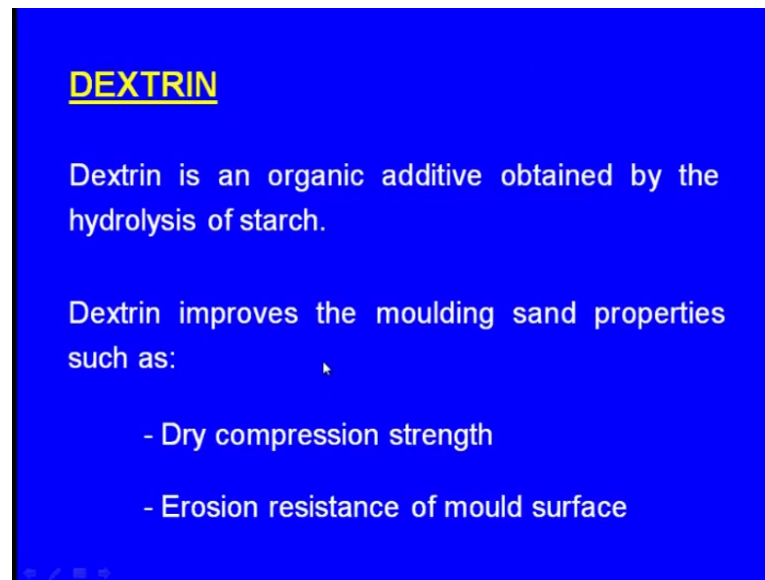 DEXTRIN
Dextrin is an organic additive obtained by the
hydrolysis of starch.
Dextrin improves the moulding sand properties
such as:
- Dry compression strength
- Erosion resistance of mould surface